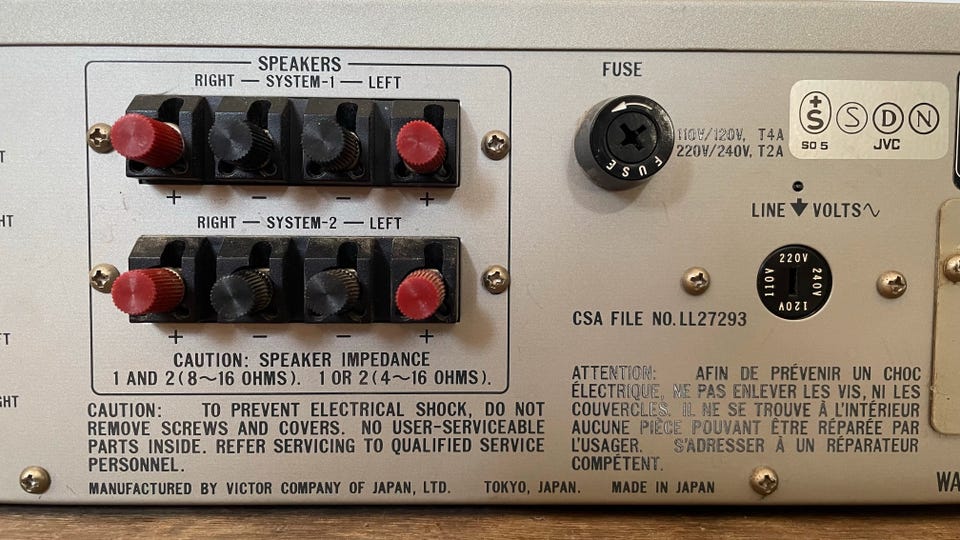 SPEAKERS
RIGHT — SYSTEM-1 — LEFT
+ − − +
RIGHT — SYSTEM-2 — LEFT
+ − − +
CAUTION: SPEAKER IMPEDANCE
1 AND 2 (8~16 OHMS). 1 OR 2 (4~16 OHMS).
CAUTION: TO PREVENT ELECTRICAL SHOCK, DO NOT
REMOVE SCREWS AND COVERS. NO USER-SERVICEABLE
PARTS INSIDE. REFER SERVICING TO QUALIFIED SERVICE
PERSONNEL.
MANUFACTURED BY VICTOR COMPANY OF JAPAN, LTD. TOKYO, JAPAN. MADE IN JAPAN
FUSE
FUSE
110V/120V, T4A
220V/240V, T2A
+S S D N
SO 5 JVC
LINE VOLTS∿
220V
110V 240V
120V
CSA FILE NO. LL27293
ATTENTION: AFIN DE PRÉVENIR UN CHOC
ÉLECTRIQUE, NE PAS ENLEVER LES VIS, NI LES
COUVERCLES. IL NE SE TROUVE À L'INTÉRIEUR
AUCUNE PIÈCE POUVANT ÊTRE RÉPARÉE PAR
L'USAGER. S'ADRESSER À UN RÉPARATEUR
COMPÉTENT.
WA
T
HT
FT
GHT